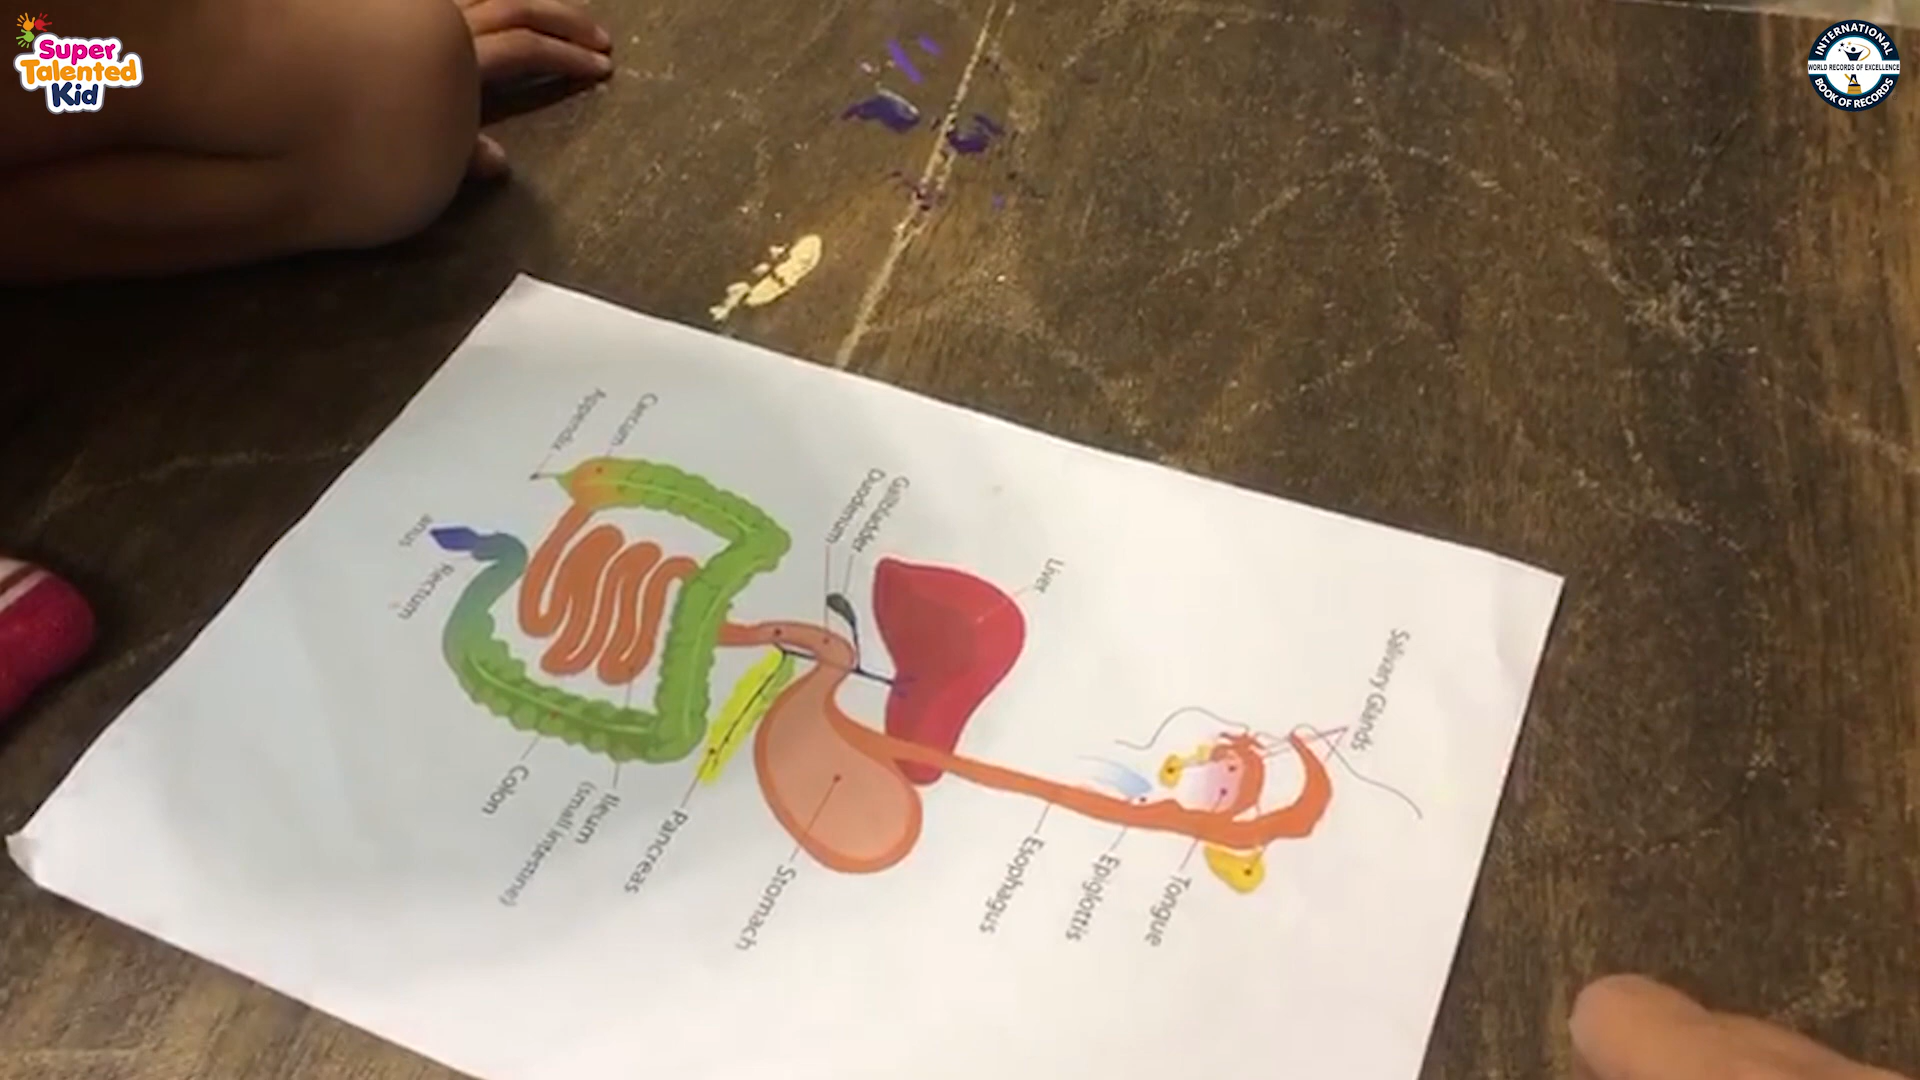 Super
Talented
Kid
INTERNATIONAL
WORLD RECORDS OF EXCELLENCE
BOOK OF RECORDS
Salivary Glands
Tongue
Epiglottis
Esophagus
Liver
Gallbladder
Duodenum
Stomach
Pancreas
Ileum
(small intestine)
Colon
Caecum
Appendix
Rectum
anus